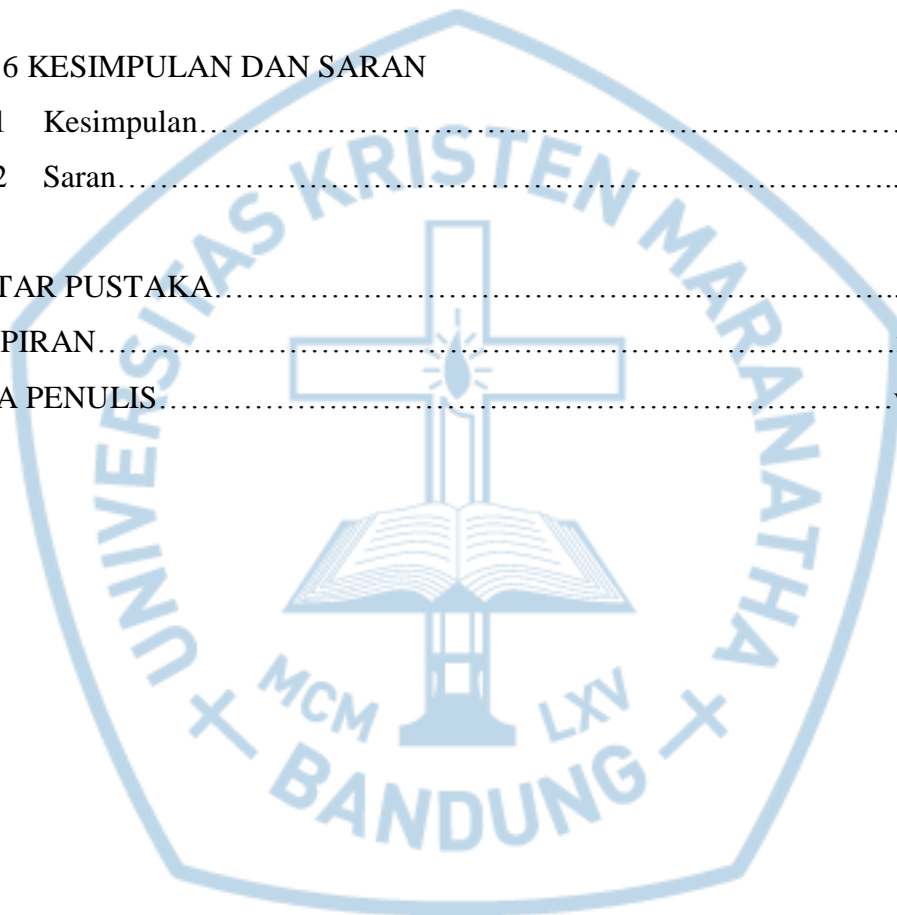 6 KESIMPULAN DAN SARAN
1 Kesimpulan……………………………………………………………………
2 Saran……………………………………………………………………..
TAR PUSTAKA……………………………………………………………..
PIRAN……………………………………………………………………
A PENULIS……………………………………………………………
UNIVERSITAS KRISTEN MARANATHA
MCM LXV
BANDUNG